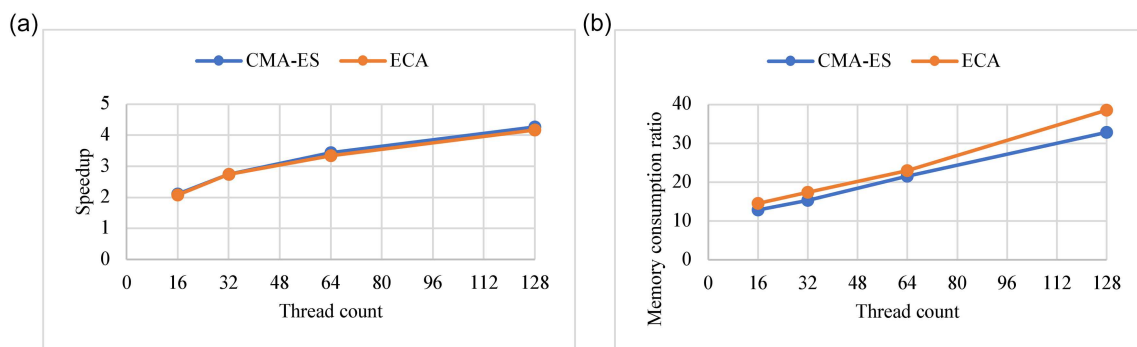 (a)
CMA-ES ECA
5
4
3
2
1
0
Speedup
0 16 32 48 64 80 96 112 128
Thread count
(b)
CMA-ES ECA
40
30
20
10
0
Memory consumption ratio
0 16 32 48 64 80 96 112 128
Thread count